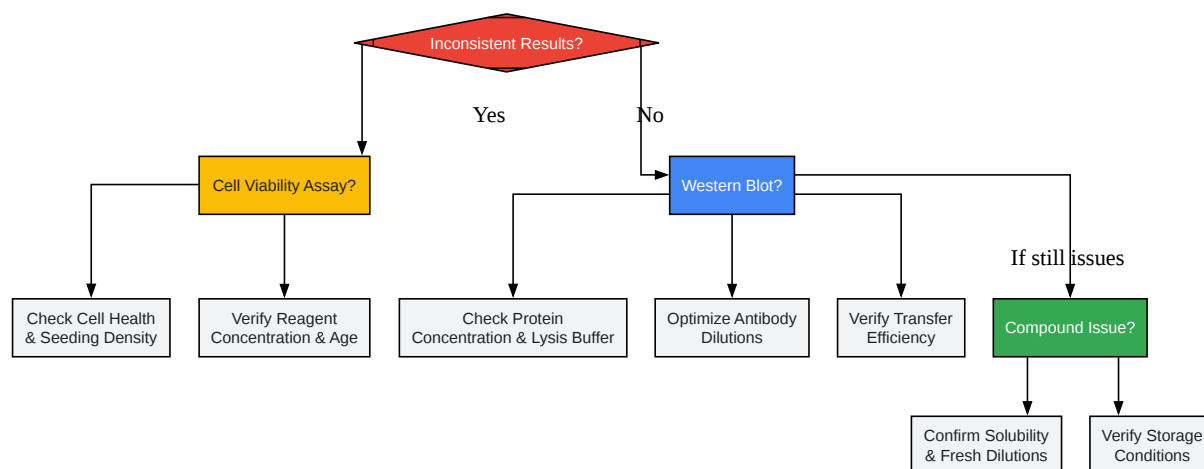 Inconsistent Results?
Yes
No
Cell Viability Assay?
Western Blot?
If still issues
Check Cell Health
& Seeding Density
Verify Reagent
Concentration & Age
Check Protein
Concentration & Lysis Buffer
Optimize Antibody
Dilutions
Verify Transfer
Efficiency
Compound Issue?
Confirm Solubility
& Fresh Dilutions
Verify Storage
Conditions